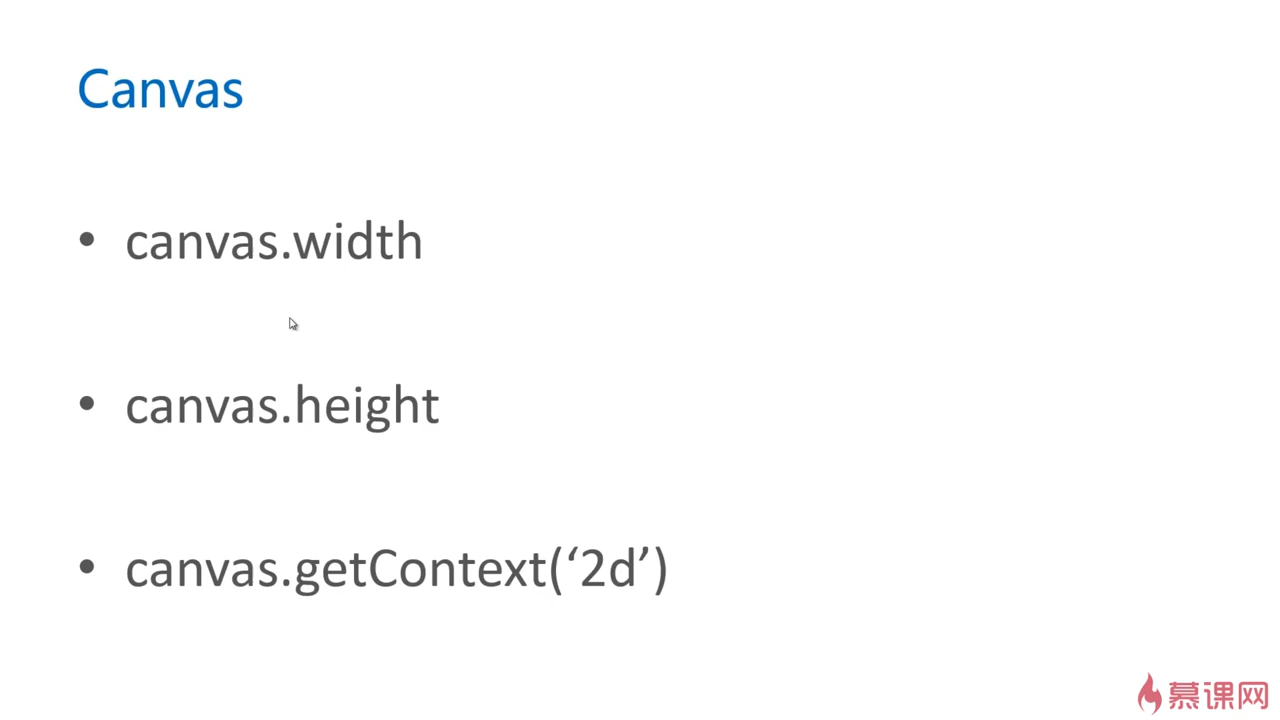 Canvas
• canvas.width
• canvas.height
• canvas.getContext(‘2d’)
慕课网